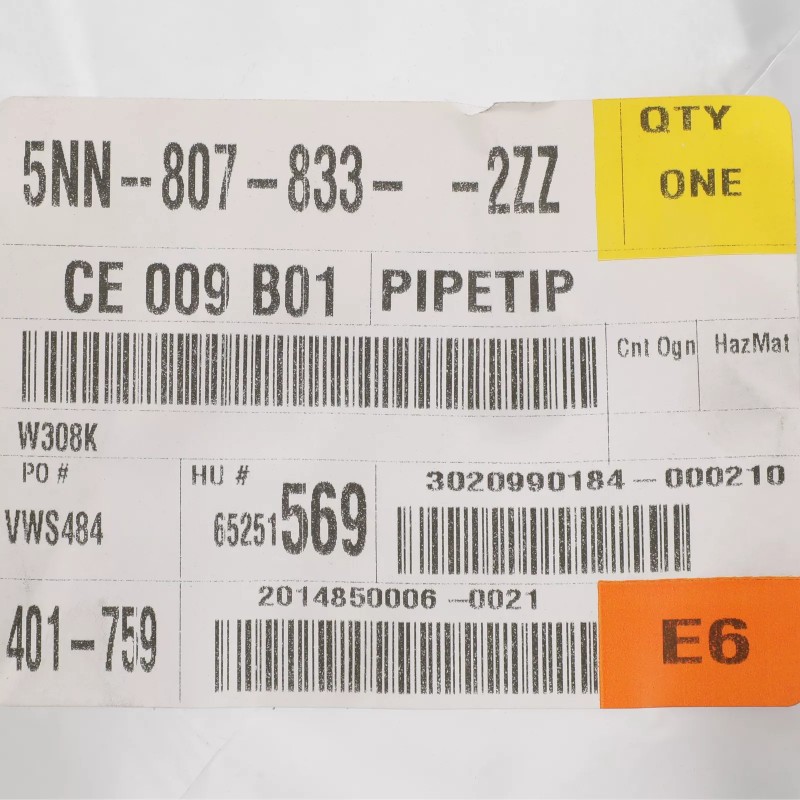 5NN-807-833- -2ZZ
QTY
ONE
CE 009 B01
PIPETIP
Cnt Ogn
HazMat
W308K
PO #
VWS484
HU #
65251569
3020990184-000210
401-759
2014850006-0021
E6